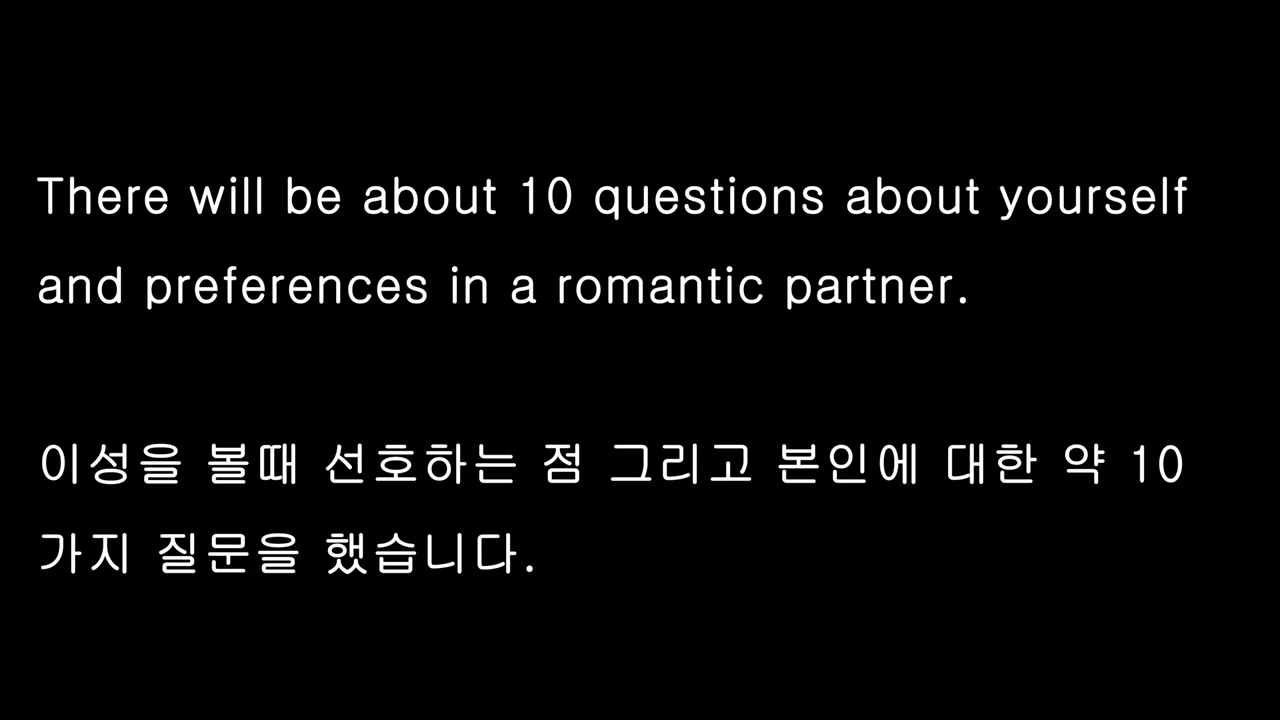 There will be about 10 questions about yourself
and preferences in a romantic partner.
이성을 볼때 선호하는 점 그리고 본인에 대한 약 10
가지 질문을 했습니다.